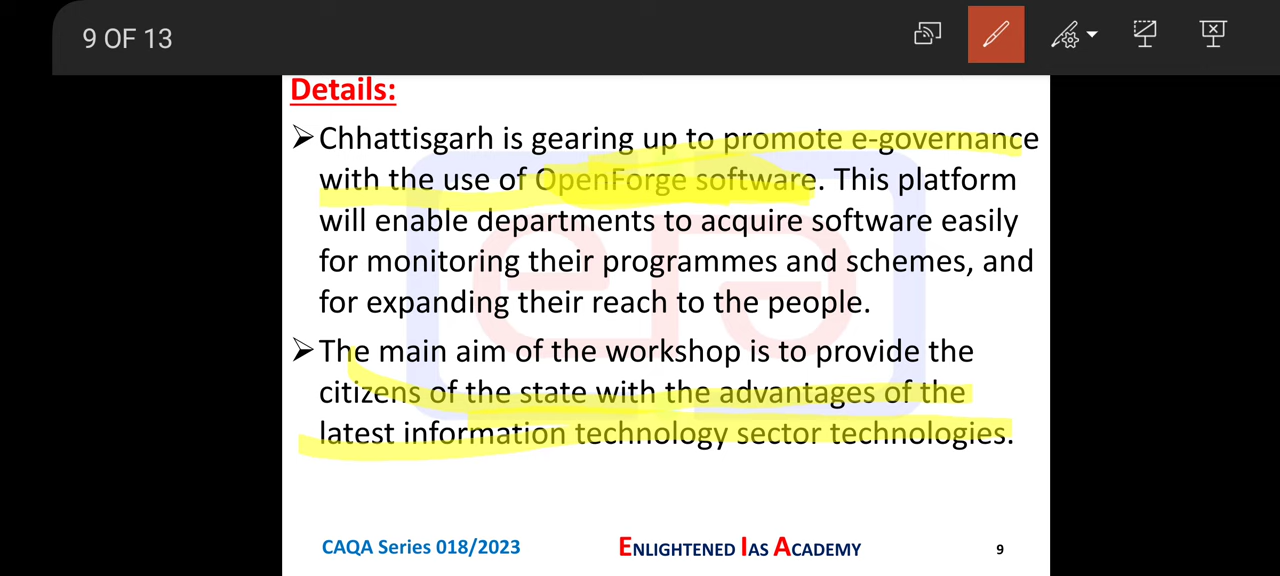 9 OF 13
Details:
➢Chhattisgarh is gearing up to promote e-governance
with the use of OpenForge software. This platform
will enable departments to acquire software easily
for monitoring their programmes and schemes, and
for expanding their reach to the people.
➢The main aim of the workshop is to provide the
citizens of the state with the advantages of the
latest information technology sector technologies.
CAQA Series 018/2023 ENLIGHTENED IAS ACADEMY 9